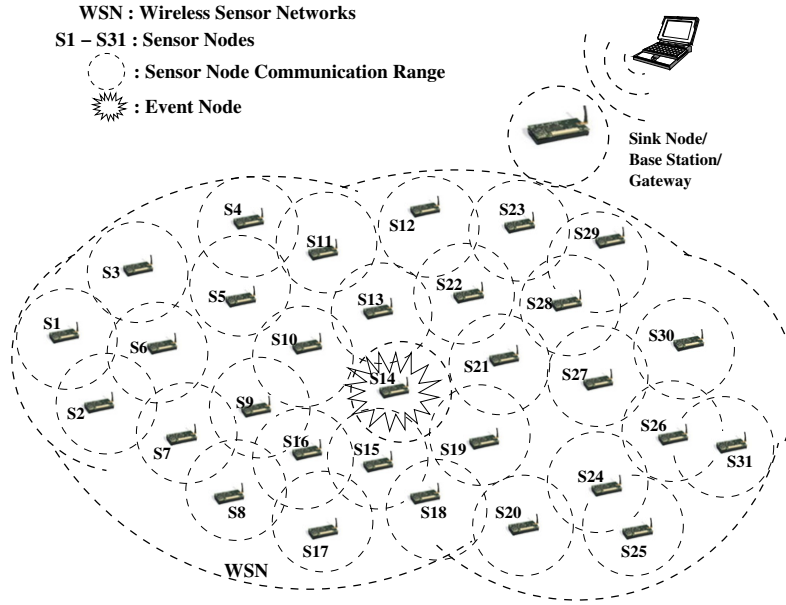 WSN : Wireless Sensor Networks
S1 – S31 : Sensor Nodes
: Sensor Node Communication Range
: Event Node
Sink Node/
Base Station/
Gateway
S4
S12
S23
S11
S29
S3
S5
S13
S22
S28
S1
S6
S10
S21
S30
S14
S27
S2
S9
S7
S16
S15
S19
S26
S31
S24
S8
S18
S20
S17
S25
WSN